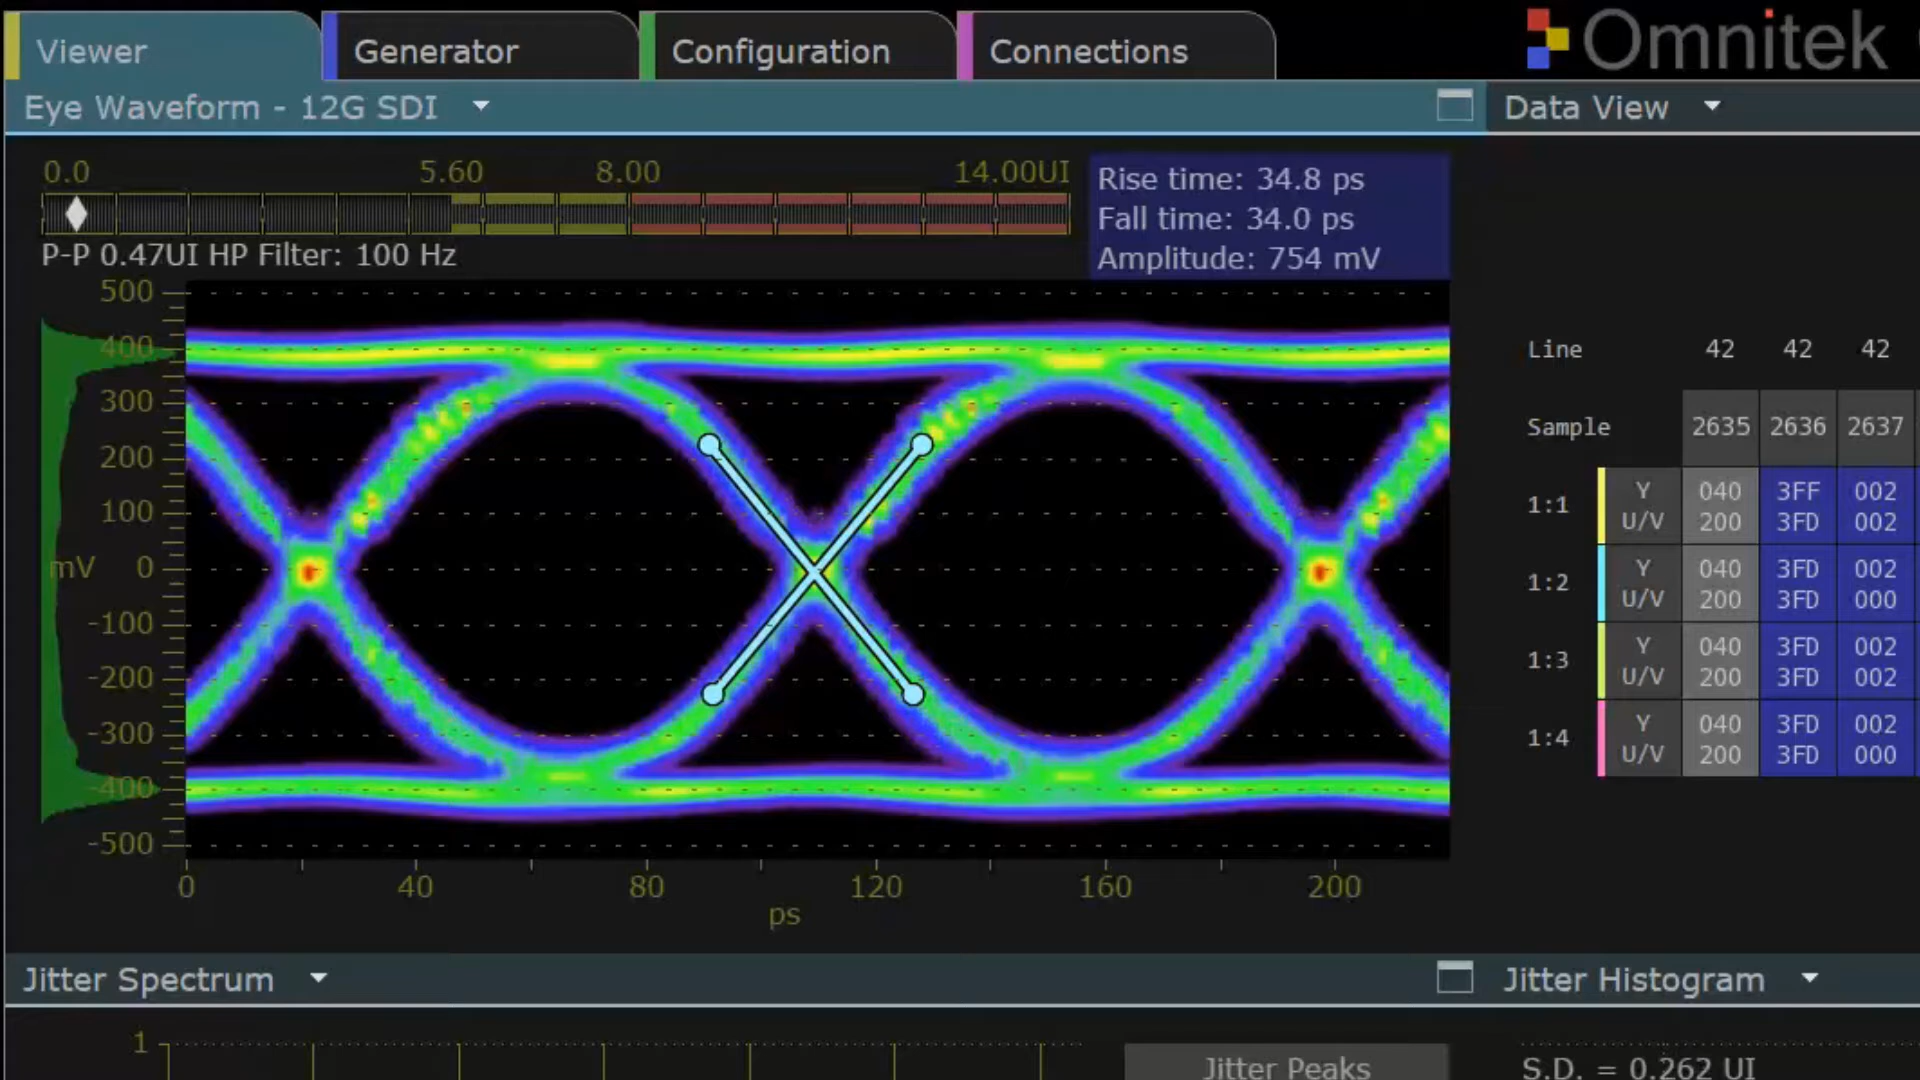 Viewer
Generator
Configuration
Connections
Omnitek
Eye Waveform - 12G SDI
Data View
0.0 5.60 8.00 14.00UI
P-P 0.47UI HP Filter: 100 Hz
Rise time: 34.8 ps
Fall time: 34.0 ps
Amplitude: 754 mV
500
400
300
200
100
mV 0
-100
-200
-300
-400
-500
0 40 80 120 160 200
ps
Line 42 42 42
Sample 2635 2636 2637
1:1 Y 040 3FF 002
U/V 200 3FD 002
1:2 Y 040 3FD 002
U/V 200 3FD 000
1:3 Y 040 3FD 002
U/V 200 3FD 002
1:4 Y 040 3FD 002
U/V 200 3FD 000
Jitter Spectrum
Jitter Histogram
1
Jitter Peaks
S.D. = 0.262 UI